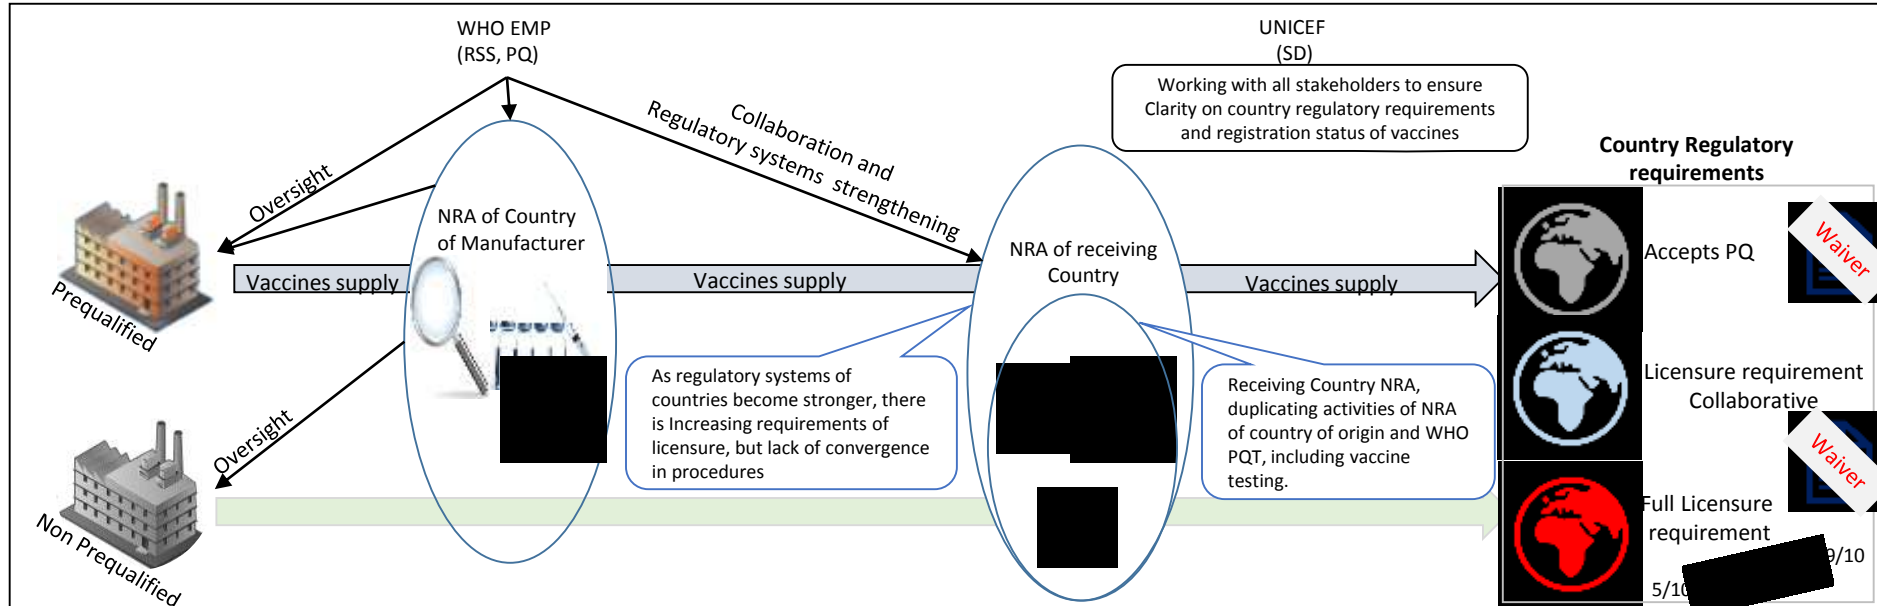 WHO EMP
(RSS, PQ)
UNICEF
(SD)
Working with all stakeholders to ensure
Clarity on country regulatory requirements
and registration status of vaccines
Country Regulatory
requirements
Oversight
Collaboration and
Regulatory systems strengthening
NRA of Country
of Manufacturer
NRA of receiving
Country
Accepts PQ
Waiver
Vaccines supply
Vaccines supply
Vaccines supply
Prequalified
Licensure requirement
Collaborative
Waiver
As regulatory systems of
countries become stronger, there
is Increasing requirements of
licensure, but lack of convergence
in procedures
Receiving Country NRA,
duplicating activities of NRA
of country of origin and WHO
PQT, including vaccine
testing.
Oversight
Non Prequalified
Full Licensure
requirement
9/10
5/10